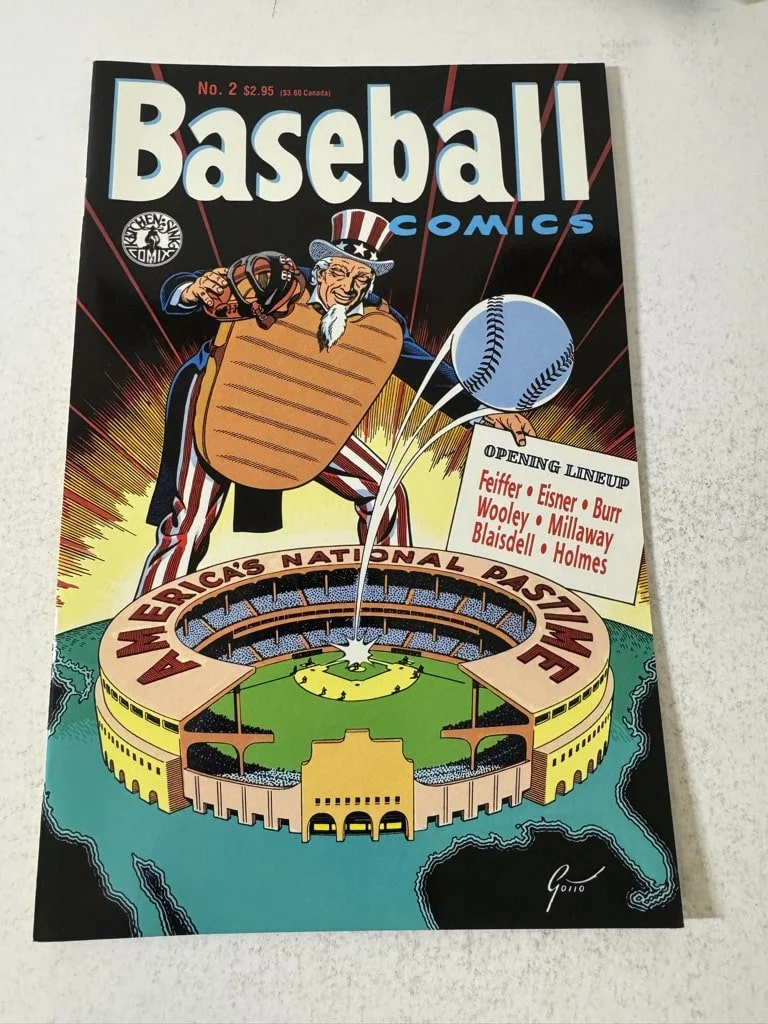 No. 2 $2.95 ($3.60 Canada)
Baseball
COMICS
KITCHEN SINK
COMIX
OPENING LINEUP
Feiffer • Eisner • Burr
Wooley • Millaway
Blaisdell • Holmes
AMERICA'S NATIONAL PASTIME